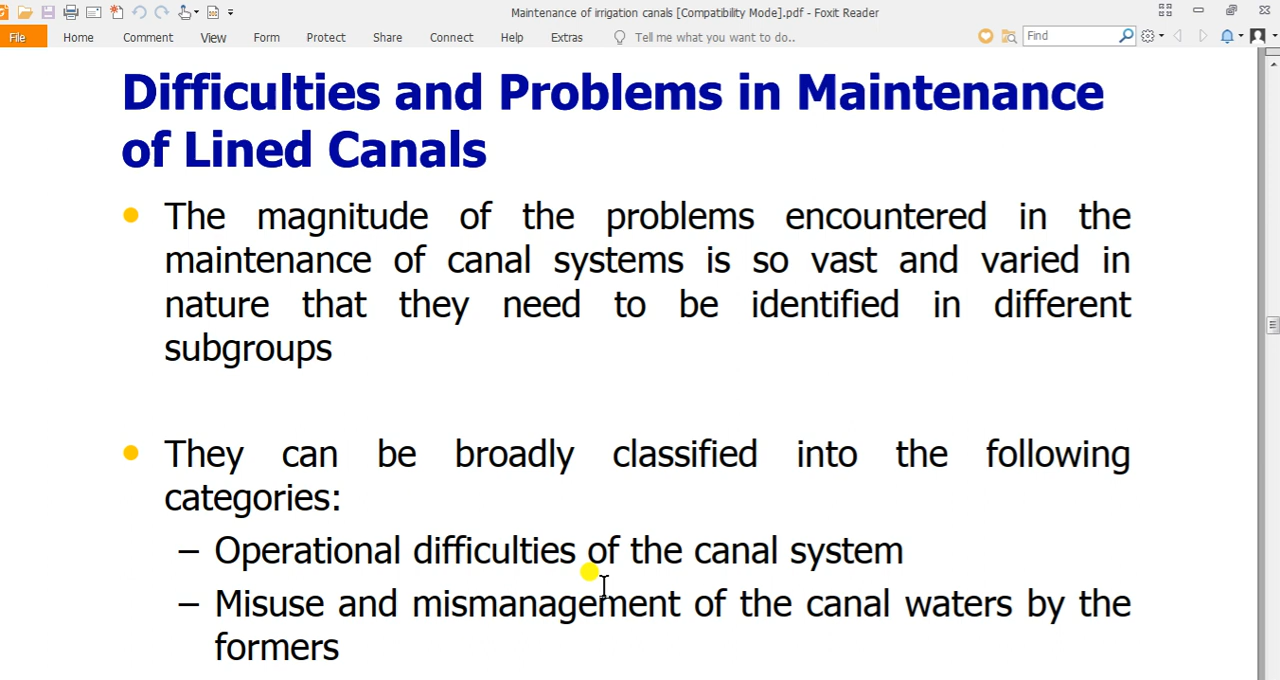 Maintenance of irrigation canals [Compatibility Mode].pdf - Foxit Reader
File Home Comment View Form Protect Share Connect Help Extras Tell me what you want to do.. Find
Difficulties and Problems in Maintenance
of Lined Canals
The magnitude of the problems encountered in the
maintenance of canal systems is so vast and varied in
nature that they need to be identified in different
subgroups
They can be broadly classified into the following
categories:
– Operational difficulties of the canal system
– Misuse and mismanagement of the canal waters by the
formers